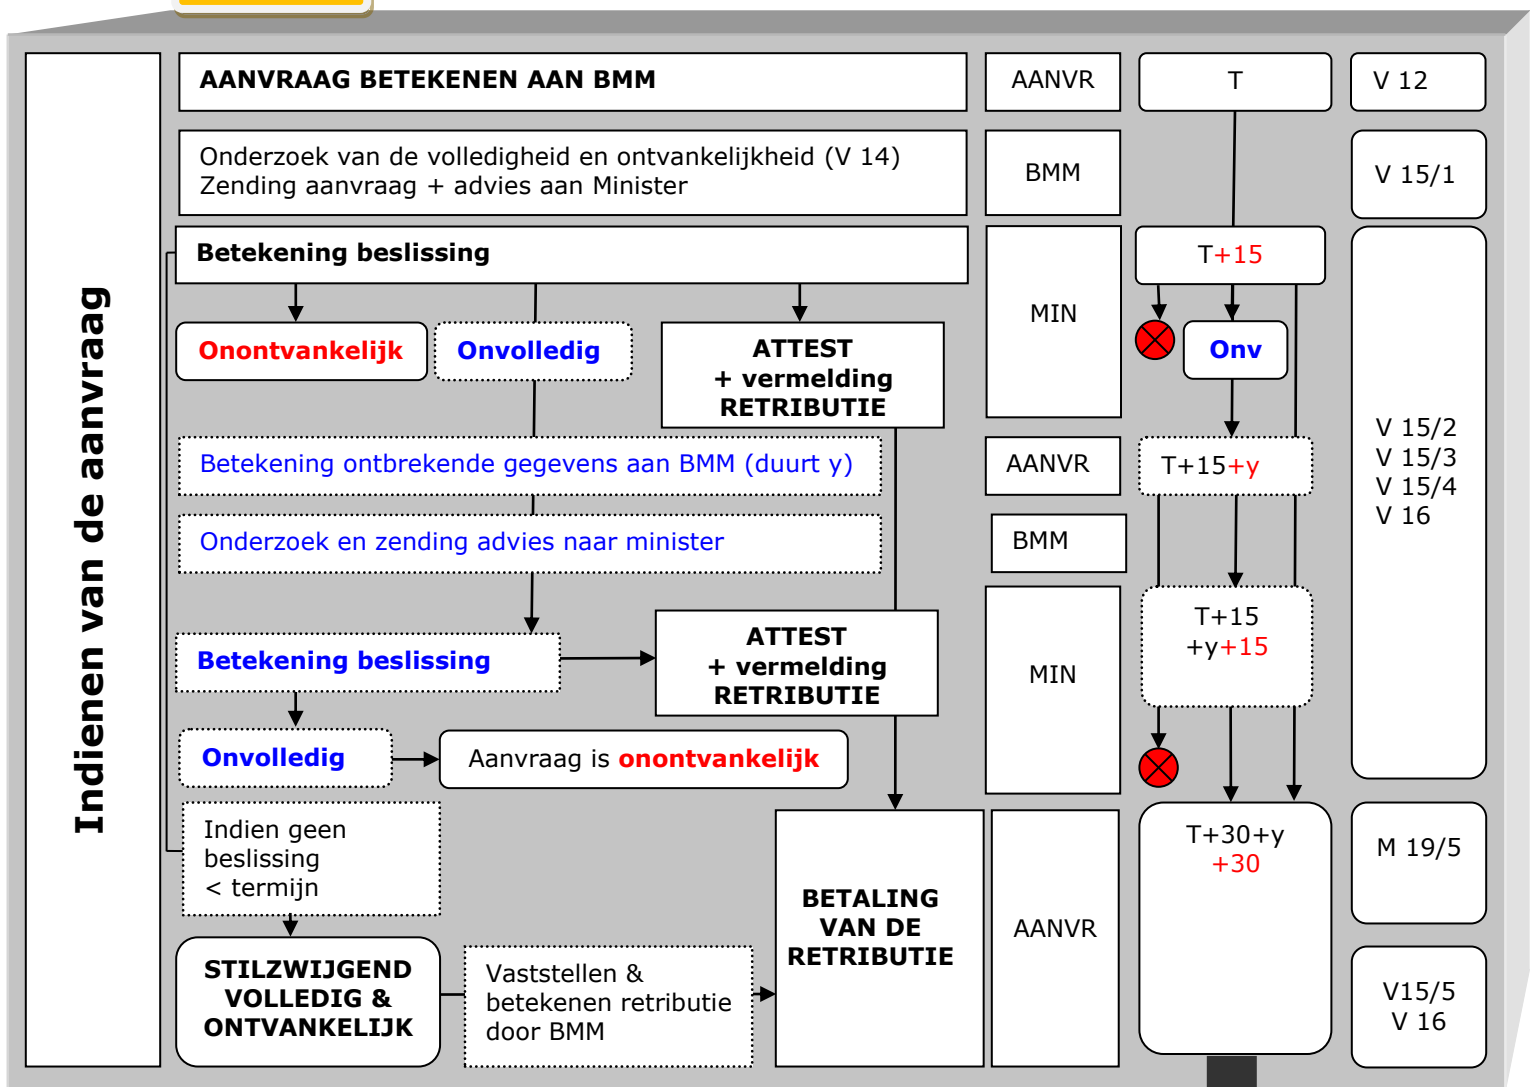 Indienen van de aanvraag
AANVRAAG BETEKENEN AAN BMM
AANVR
T
V 12
Onderzoek van de volledigheid en ontvankelijkheid (V 14)
Zending aanvraag + advies aan Minister
BMM
V 15/1
Betekening beslissing
MIN
T+15
Onontvankelijk
Onvolledig
ATTEST
+ vermelding
RETRIBUTIE
Onv
V 15/2
V 15/3
V 15/4
V 16
Betekening ontbrekende gegevens aan BMM (duurt y)
AANVR
T+15+y
Onderzoek en zending advies naar minister
BMM
Betekening beslissing
ATTEST
+ vermelding
RETRIBUTIE
MIN
T+15
+y+15
Onvolledig
Aanvraag is onontvankelijk
Indien geen
beslissing
< termijn
BETALING
VAN DE
RETRIBUTIE
AANVR
T+30+y
+30
M 19/5
STILZWIJGEND
VOLLEDIG &
ONTVANKELIJK
Vaststellen &
betekenen retributie
door BMM
V15/5
V 16